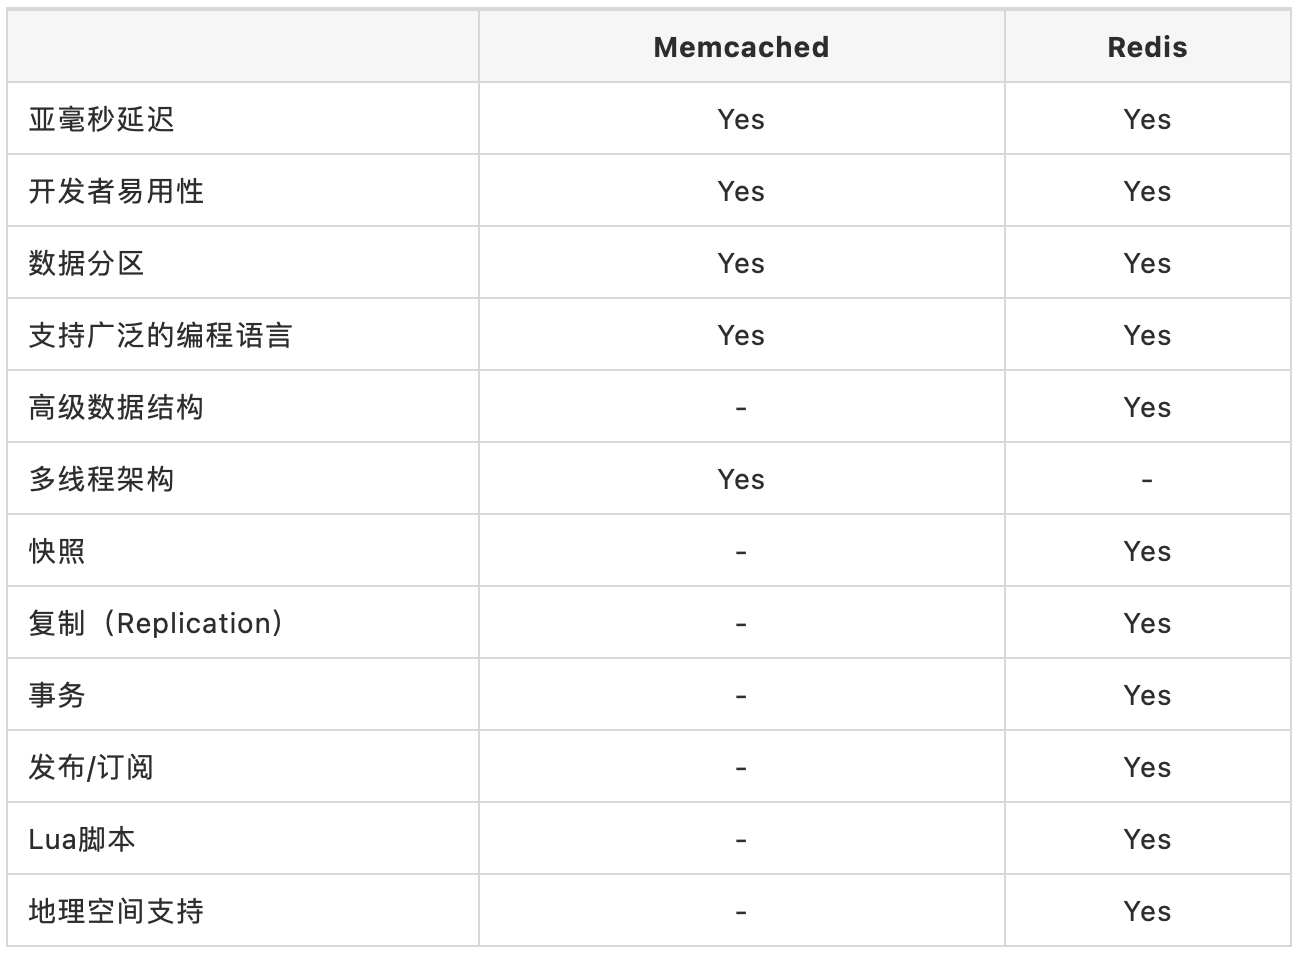 Memcached Redis
亚毫秒延迟 Yes Yes
开发者易用性 Yes Yes
数据分区 Yes Yes
支持广泛的编程语言 Yes Yes
高级数据结构 - Yes
多线程架构 Yes -
快照 - Yes
复制（Replication） - Yes
事务 - Yes
发布/订阅 - Yes
Lua脚本 - Yes
地理空间支持 - Yes